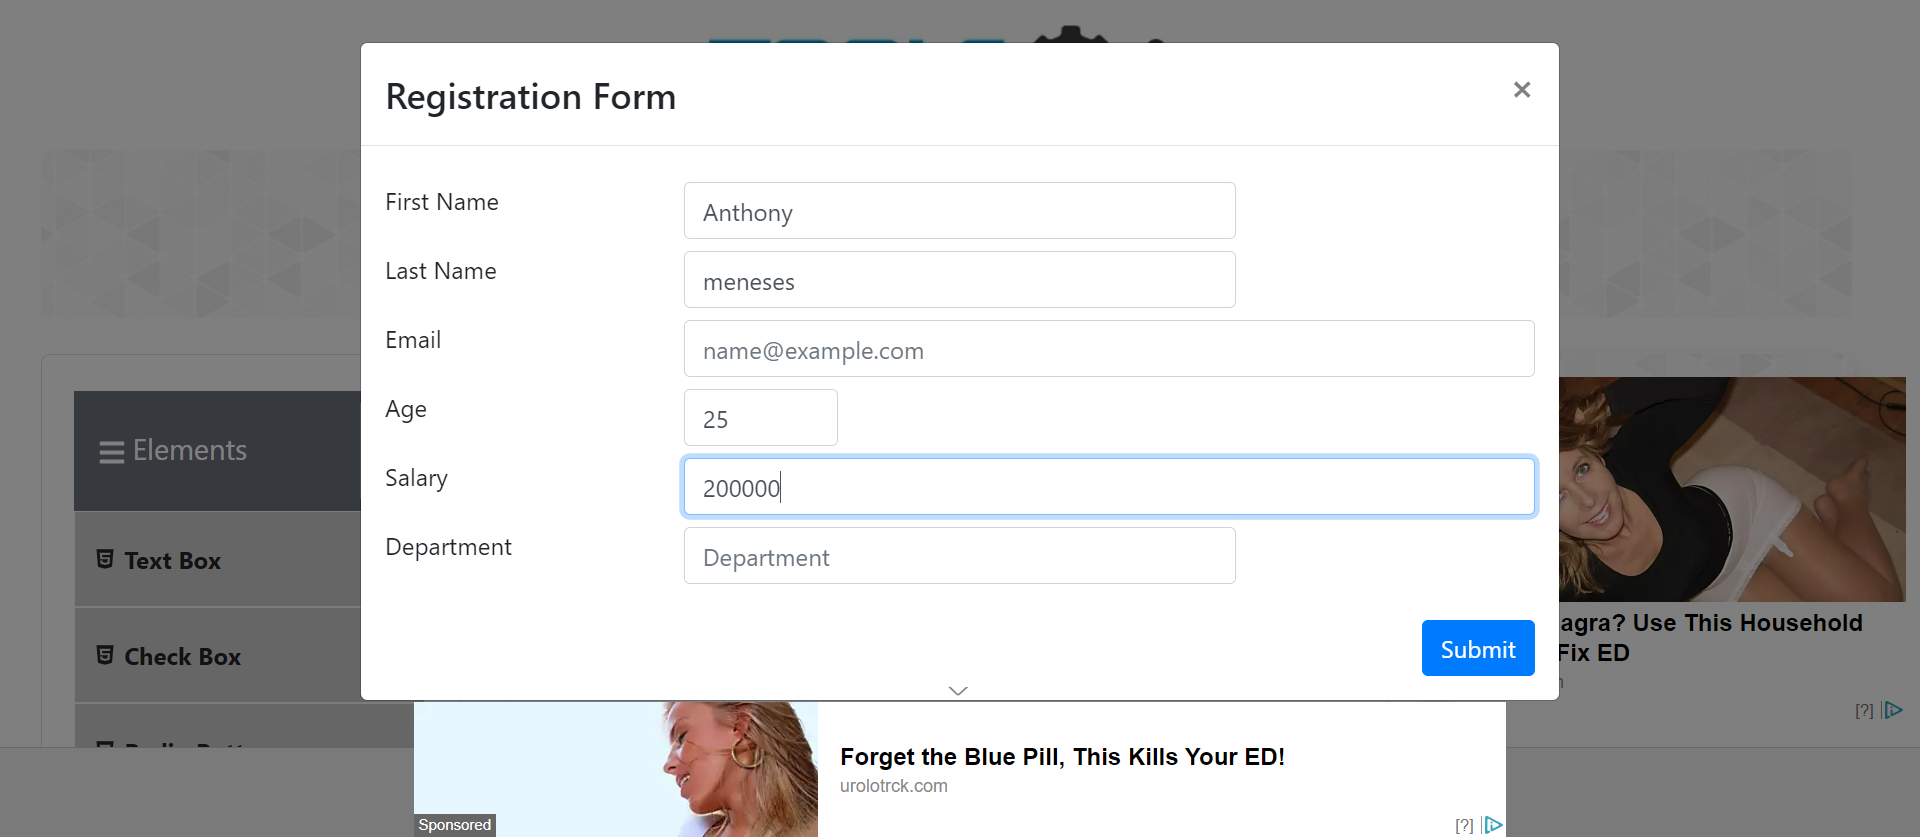 Registration Form
×
First Name
Anthony
Last Name
meneses
Email
name@example.com
Age
25
Salary
200000
Department
Department
Submit
Elements
Text Box
Check Box
agra? Use This Household
Fix ED
[?]
Forget the Blue Pill, This Kills Your ED!
urolotrck.com
Sponsored
[?]